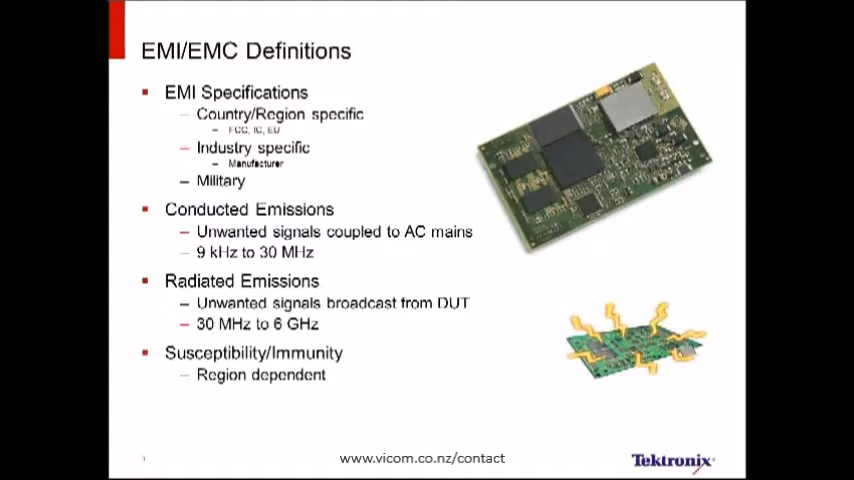 EMI/EMC Definitions
EMI Specifications
Country/Region specific
FCC, IC, EU
Industry specific
Manufacturer
Military
Conducted Emissions
Unwanted signals coupled to AC mains
9 kHz to 30 MHz
Radiated Emissions
Unwanted signals broadcast from DUT
30 MHz to 6 GHz
Susceptibility/Immunity
Region dependent
www.vicom.co.nz/contact
Tektronix